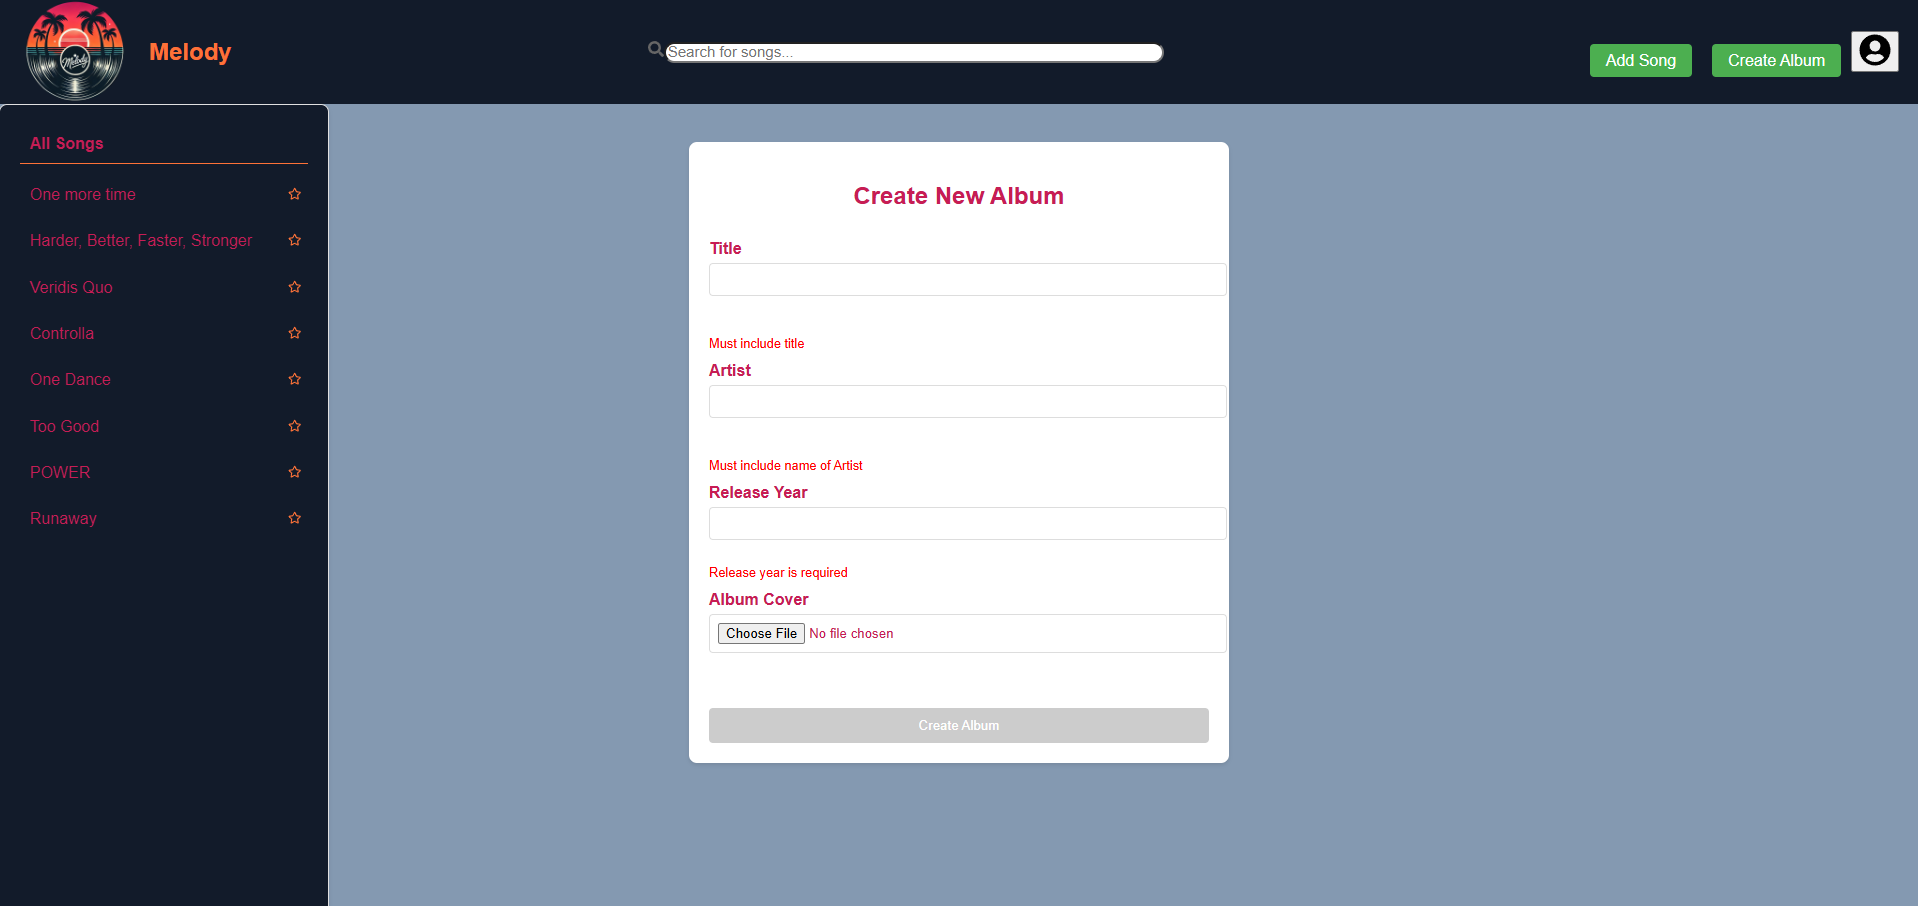 Melody
Melody
Search for songs...
Add Song
Create Album
All Songs
One more time
Harder, Better, Faster, Stronger
Veridis Quo
Controlla
One Dance
Too Good
POWER
Runaway
Create New Album
Title
Must include title
Artist
Must include name of Artist
Release Year
Release year is required
Album Cover
Choose File No file chosen
Create Album